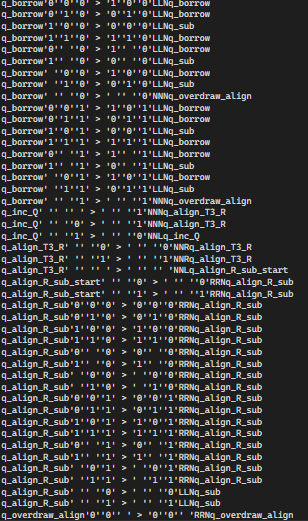 q_borrow'0''0''0' > '1''0''0'LLNq_borrow
q_borrow'0''1''0' > '0''1''0'LLNq_borrow
q_borrow'1''0''0' > '0''0''0'LLNq_sub
q_borrow'1''1''0' > '1''1''0'LLNq_borrow
q_borrow'0'' ''0' > '1'' ''0'LLNq_borrow
q_borrow'1'' ''0' > '0'' ''0'LLNq_sub
q_borrow' ''0''0' > '1''0''0'LLNq_borrow
q_borrow' ''1''0' > '0''1''0'LLNq_sub
q_borrow' '' ''0' > ' '' ''0'NNNq_overdraw_align
q_borrow'0''0''1' > '1''0''1'LLNq_borrow
q_borrow'0''1''1' > '0''1''1'LLNq_borrow
q_borrow'1''0''1' > '0''0''1'LLNq_sub
q_borrow'1''1''1' > '1''1''1'LLNq_borrow
q_borrow'0'' ''1' > '1'' ''1'LLNq_borrow
q_borrow'1'' ''1' > '0'' ''1'LLNq_sub
q_borrow' ''0''1' > '1''0''1'LLNq_borrow
q_borrow' ''1''1' > '0''1''1'LLNq_sub
q_borrow' '' ''1' > ' '' ''1'NNNq_overdraw_align
q_inc_Q' '' '' ' > ' '' ''1'NNXq_align_T3_R
q_inc_Q' '' ''0' > ' '' ''1'NNXq_align_T3_R
q_inc_Q' '' ''1' > ' '' ''0'NNLq_inc_Q
q_align_T3_R' '' ''0' > ' '' ''0'NNRq_align_T3_R
q_align_T3_R' '' ''1' > ' '' ''1'NNRq_align_T3_R
q_align_T3_R' '' '' ' > ' '' '' 'NNLq_align_R_sub_start
q_align_R_sub_start' '' ''0' > ' '' ''0'RRNq_align_R_sub
q_align_R_sub_start' '' ''1' > ' '' ''1'RRNq_align_R_sub
q_align_R_sub'0''0''0' > '0''0''0'RRNq_align_R_sub
q_align_R_sub'0''1''0' > '0''1''0'RRNq_align_R_sub
q_align_R_sub'1''0''0' > '1''0''0'RRNq_align_R_sub
q_align_R_sub'1''1''0' > '1''1''0'RRNq_align_R_sub
q_align_R_sub'0'' ''0' > '0'' ''0'RRNq_align_R_sub
q_align_R_sub'1'' ''0' > '1'' ''0'RRNq_align_R_sub
q_align_R_sub' ''0''0' > ' ''0''0'RRNq_align_R_sub
q_align_R_sub' ''1''0' > ' ''1''0'RRNq_align_R_sub
q_align_R_sub'0''0''1' > '0''0''1'RRNq_align_R_sub
q_align_R_sub'0''1''1' > '0''1''1'RRNq_align_R_sub
q_align_R_sub'1''0''1' > '1''0''1'RRNq_align_R_sub
q_align_R_sub'1''1''1' > '1''1''1'RRNq_align_R_sub
q_align_R_sub'0'' ''1' > '0'' ''1'RRNq_align_R_sub
q_align_R_sub'1'' ''1' > '1'' ''1'RRNq_align_R_sub
q_align_R_sub' ''0''1' > ' ''0''1'RRNq_align_R_sub
q_align_R_sub' ''1''1' > ' ''1''1'RRNq_align_R_sub
q_align_R_sub' '' ''0' > ' '' ''0'LLNq_sub
q_align_R_sub' '' ''1' > ' '' ''1'LLNq_sub
q_overdraw_align'0''0'' ' > '0''0'' 'RRNq_overdraw_align